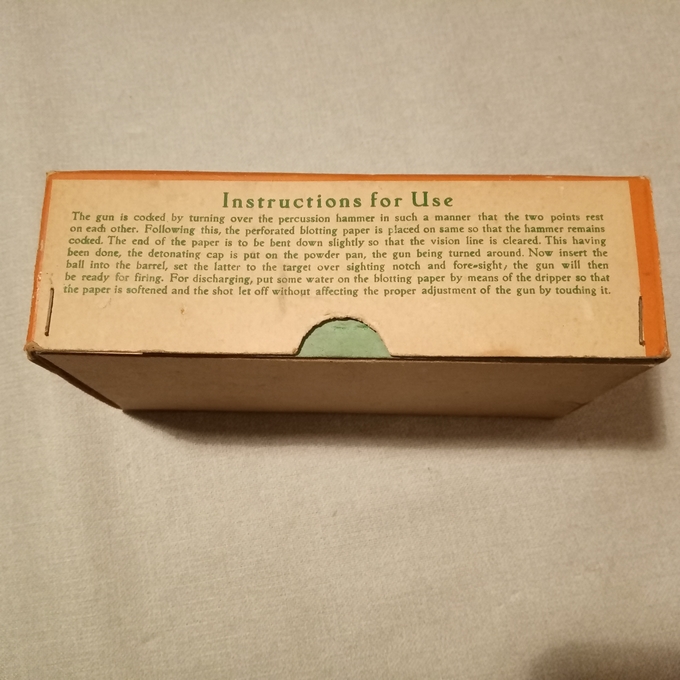 Instructions for Use
The gun is cocked by turning over the percussion hammer in such a manner that the two points rest
on each other. Following this, the perforated blotting paper is placed on same so that the hammer remains
cocked. The end of the paper is to be bent down slightly so that the vision line is cleared. This having
been done, the detonating cap is put on the powder pan, the gun being turned around. Now insert the
ball into the barrel, set the latter to the target over sighting notch and fore=sight, the gun will then
be ready for firing. For discharging, put some water on the blotting paper by means of the dripper so that
the paper is softened and the shot let off without affecting the proper adjustment of the gun by touching it.